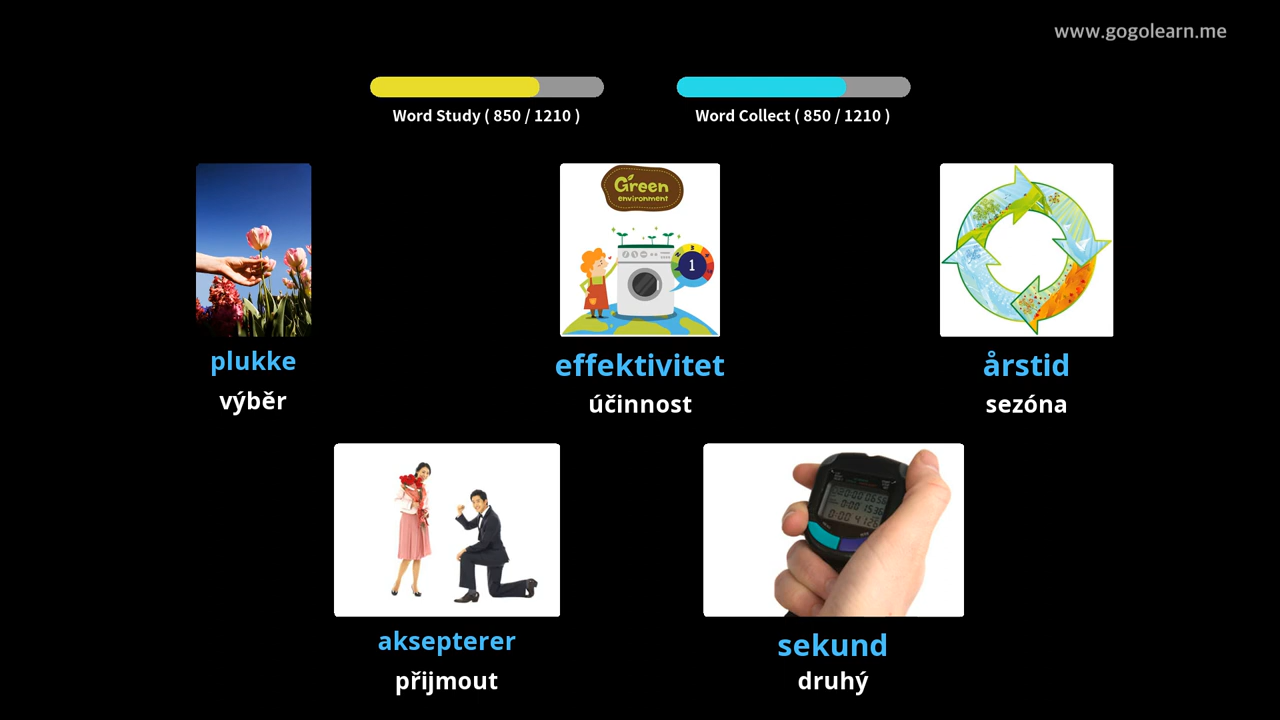 www.gogolearn.me
Word Study ( 850 / 1210 )
Word Collect ( 850 / 1210 )
Green
environment
1
plukke
výběr
effektivitet
účinnost
årstid
sezóna
aksepterer
přijmout
sekund
druhý